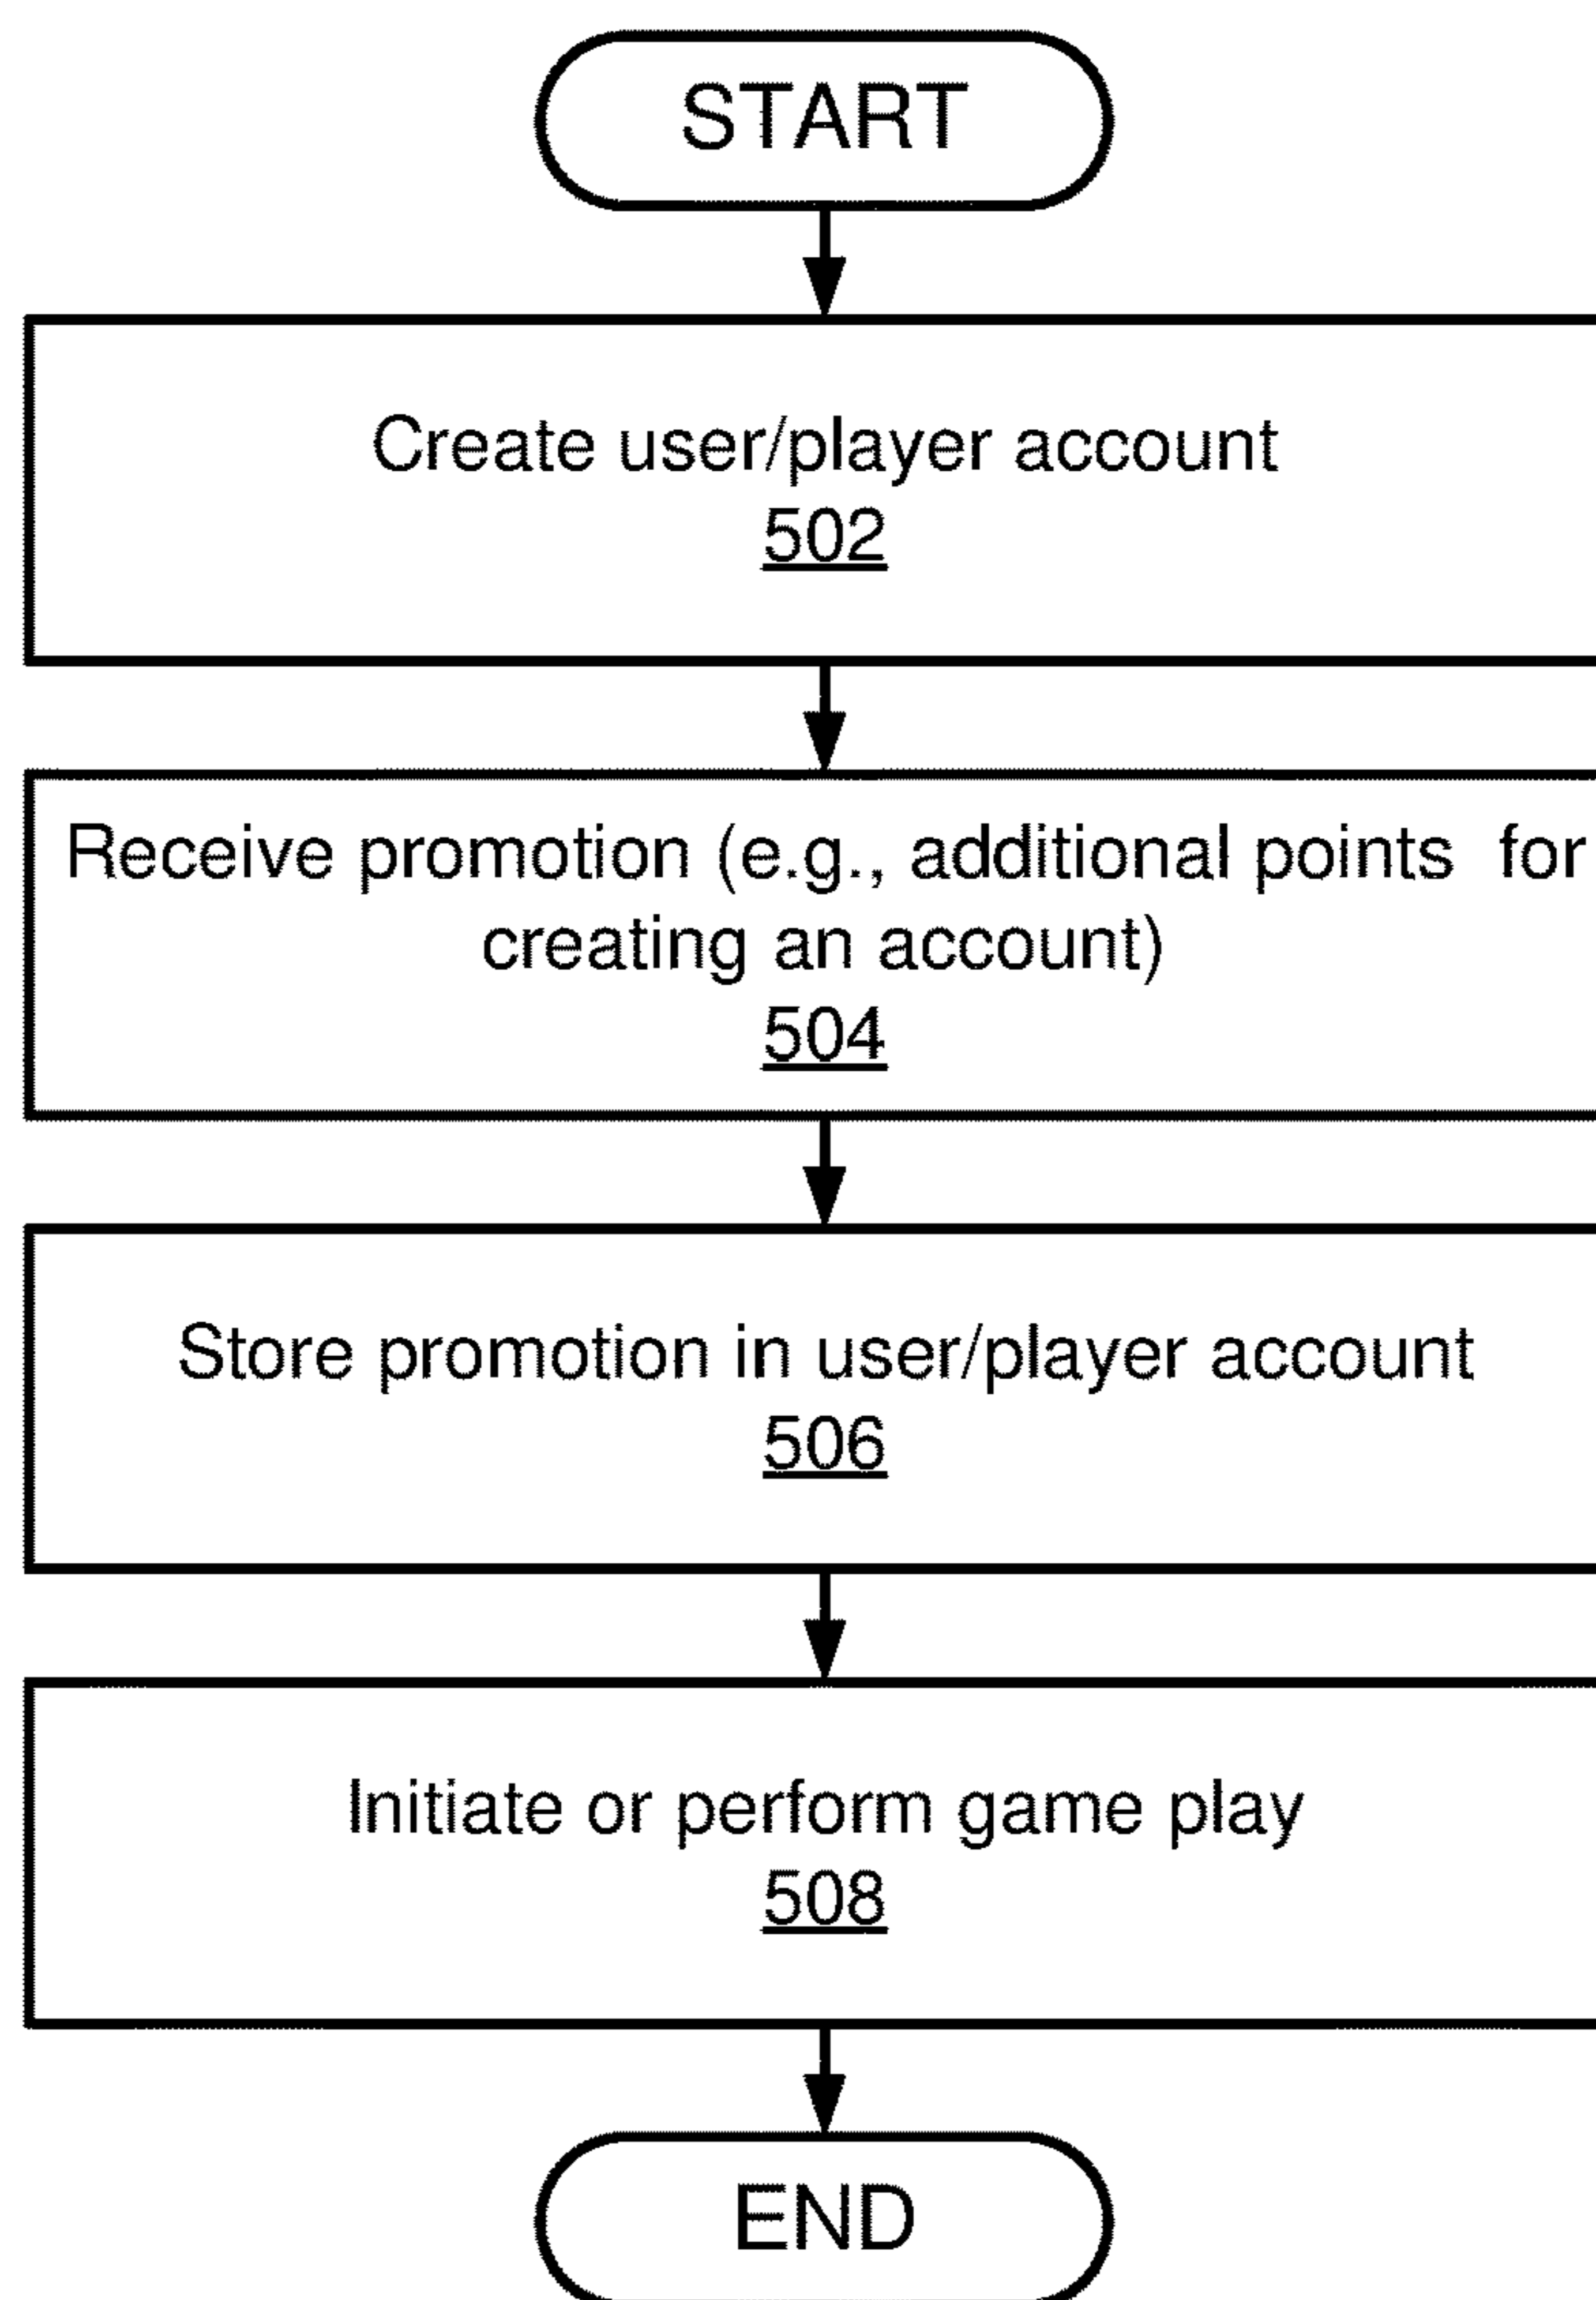 START
Create user/player account
502
Receive promotion (e.g., additional points for
creating an account)
504
Store promotion in user/player account
506
Initiate or perform game play
508
END